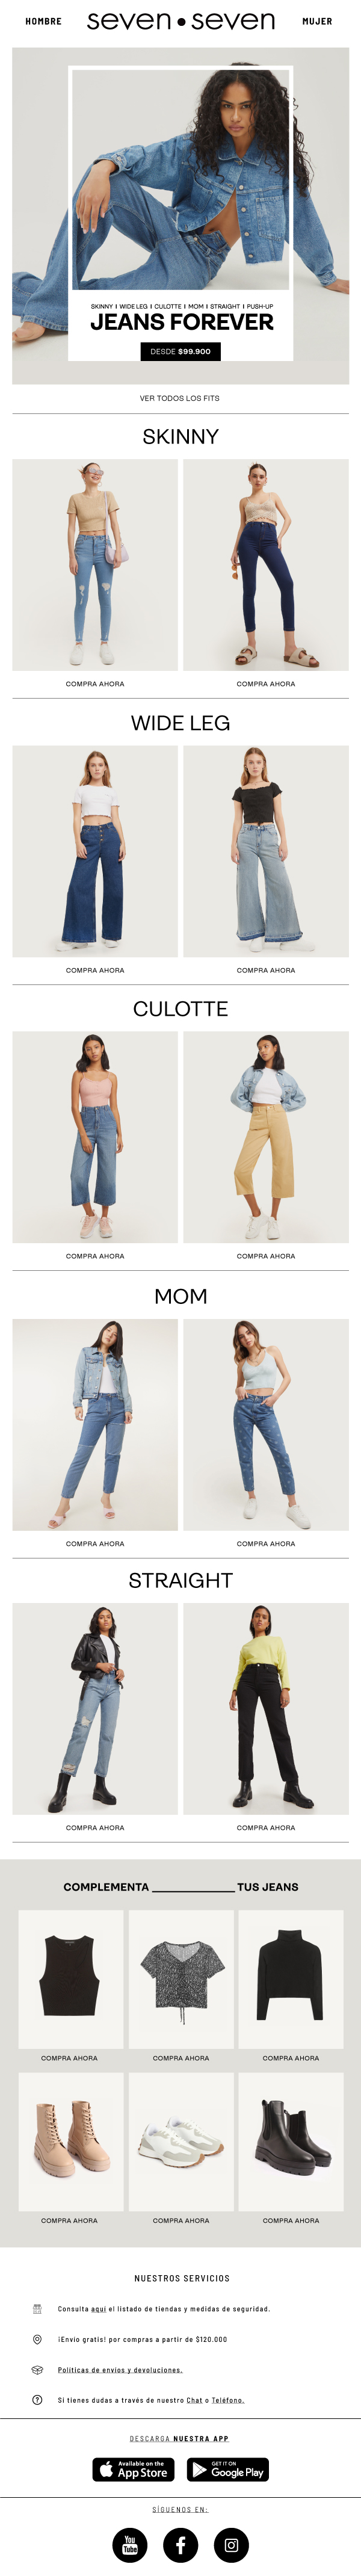 HOMBRE
seven•seven
MUJER
SKINNY I WIDE LEG I CULOTTE I MOM I STRAIGHT I PUSH-UP
JEANS FOREVER
DESDE $99.900
VER TODOS LOS FITS
SKINNY
COMPRA AHORA
COMPRA AHORA
WIDE LEG
COMPRA AHORA
COMPRA AHORA
CULOTTE
COMPRA AHORA
COMPRA AHORA
MOM
COMPRA AHORA
COMPRA AHORA
STRAIGHT
COMPRA AHORA
COMPRA AHORA
COMPLEMENTA ______________ TUS JEANS
COMPRA AHORA
COMPRA AHORA
COMPRA AHORA
COMPRA AHORA
COMPRA AHORA
COMPRA AHORA
NUESTROS SERVICIOS
Consulta aquí el listado de tiendas y medidas de seguridad.
¡Envío gratis! por compras a partir de $120.000
Políticas de envíos y devoluciones.
Si tienes dudas a través de nuestro Chat o Teléfono.
DESCARGA NUESTRA APP
Available on the
App Store
GET IT ON
Google Play
SÍGUENOS EN:
You
Tube